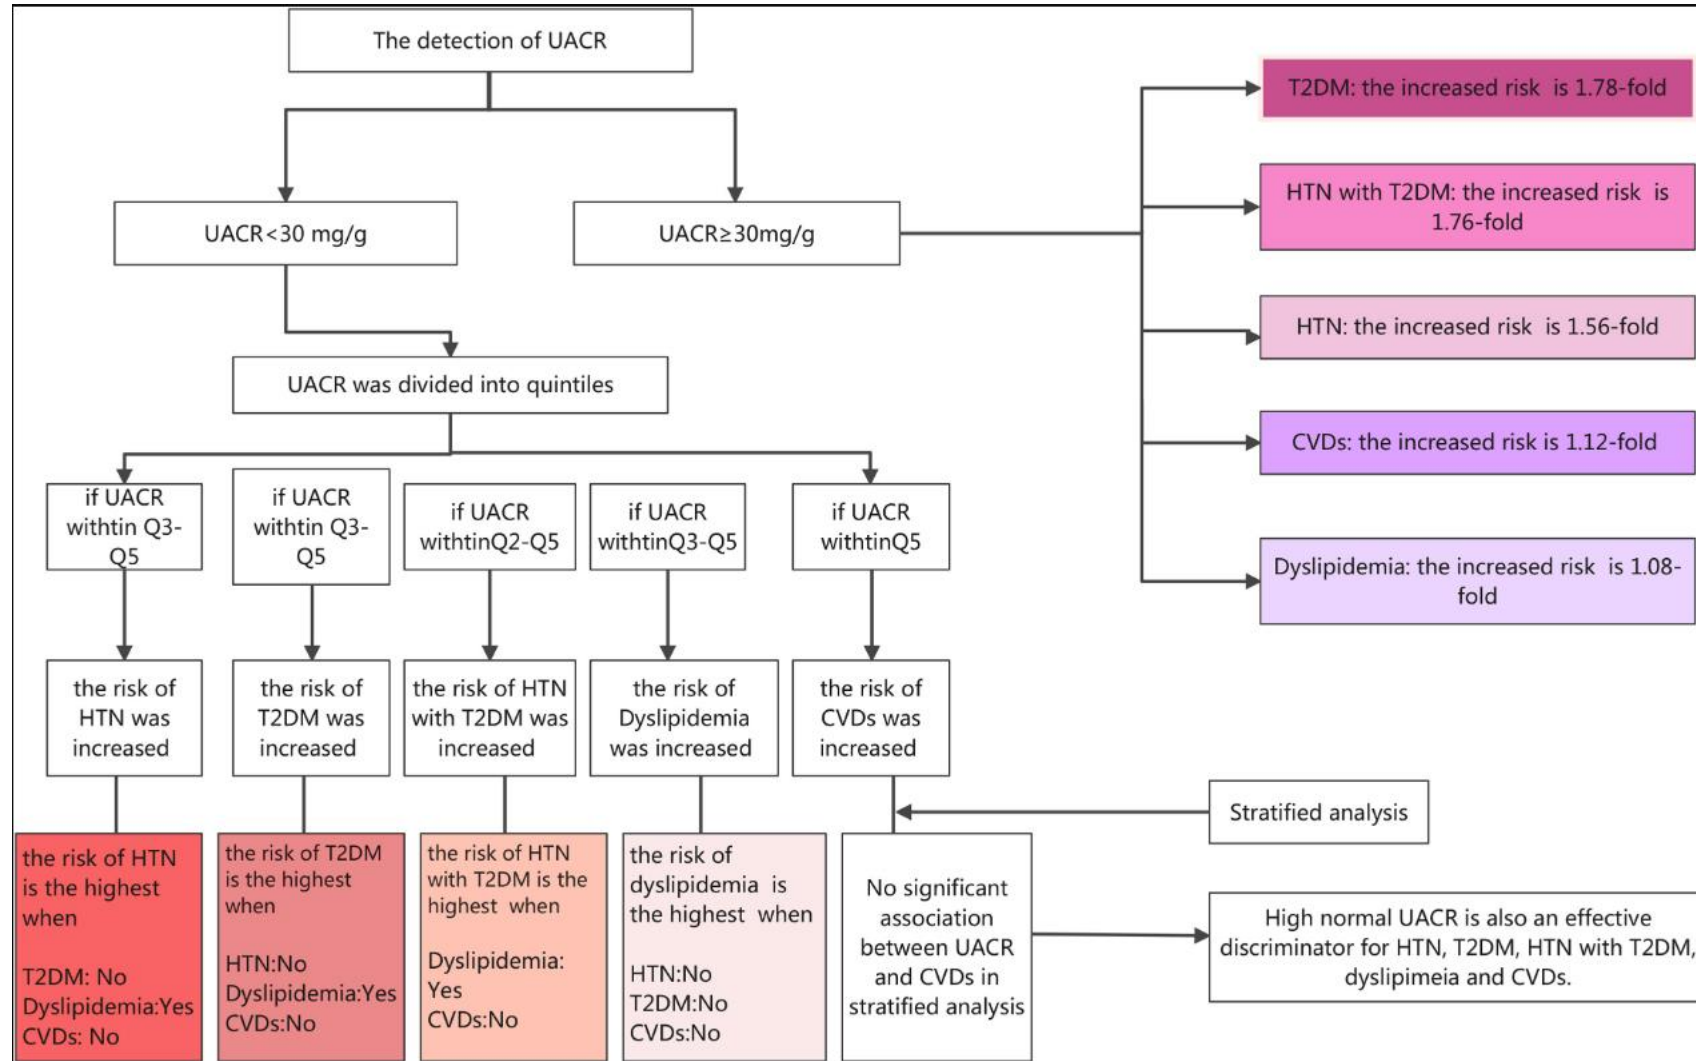 The detection of UACR
T2DM: the increased risk  is 1.78-fold
HTN with T2DM: the increased risk  is
1.76-fold
UACR<30 mg/g
UACR≥30mg/g
HTN: the increased risk  is 1.56-fold
UACR was divided into quintiles
CVDs: the increased risk is 1.12-fold
if UACR
withtin Q3-
Q5
if UACR
withtin Q3-
Q5
if UACR
withtinQ2-Q5
if UACR
withtinQ3-Q5
if UACR
withtinQ5
Dyslipidemia: the increased risk  is 1.08-
fold
the risk of
HTN was
increased
the risk of
T2DM was
increased
the risk of HTN
with T2DM was
increased
the risk of
Dyslipidemia
was increased
the risk of
CVDs was
increased
Stratified analysis
the risk of HTN
is the highest
when
T2DM: No
Dyslipidemia:Yes
CVDs: No
the risk of T2DM
is the highest
when
HTN:No
Dyslipidemia:Yes
CVDs:No
the risk of HTN
with T2DM is the
highest  when
Dyslipidemia:
Yes
CVDs:No
the risk of
dyslipidemia  is
the highest  when
HTN:No
T2DM:No
CVDs:No
No significant
association
between UACR
and CVDs in
stratified analysis
High normal UACR is also an effective
discriminator for HTN, T2DM, HTN with T2DM,
dyslipimeia and CVDs.